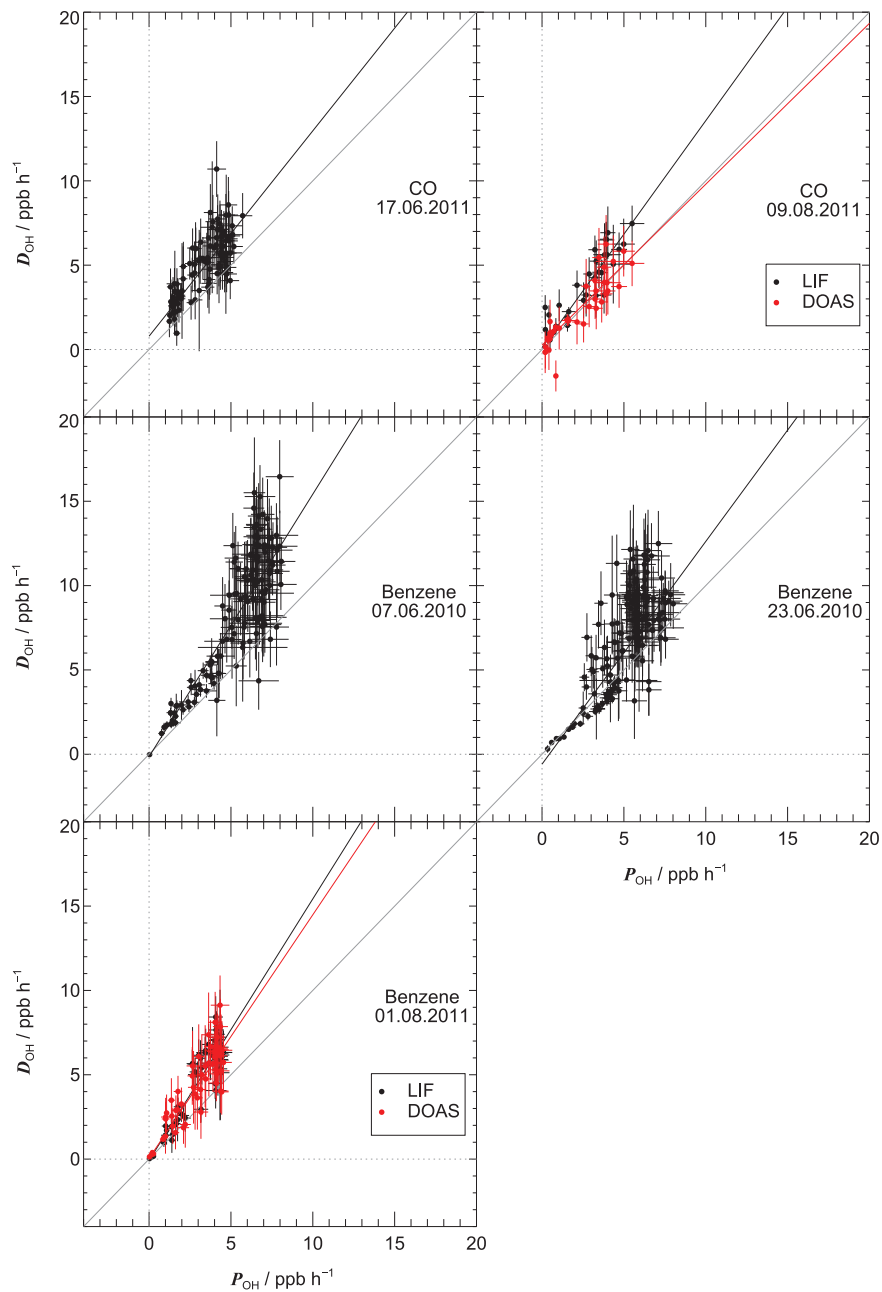 20
15
10
5
0
D_OH / ppb h⁻¹
CO
17.06.2011
CO
09.08.2011
LIF
DOAS
20
15
10
5
0
D_OH / ppb h⁻¹
Benzene
07.06.2010
Benzene
23.06.2010
0 5 10 15 20
P_OH / ppb h⁻¹
20
15
10
5
0
D_OH / ppb h⁻¹
Benzene
01.08.2011
LIF
DOAS
0 5 10 15 20
P_OH / ppb h⁻¹